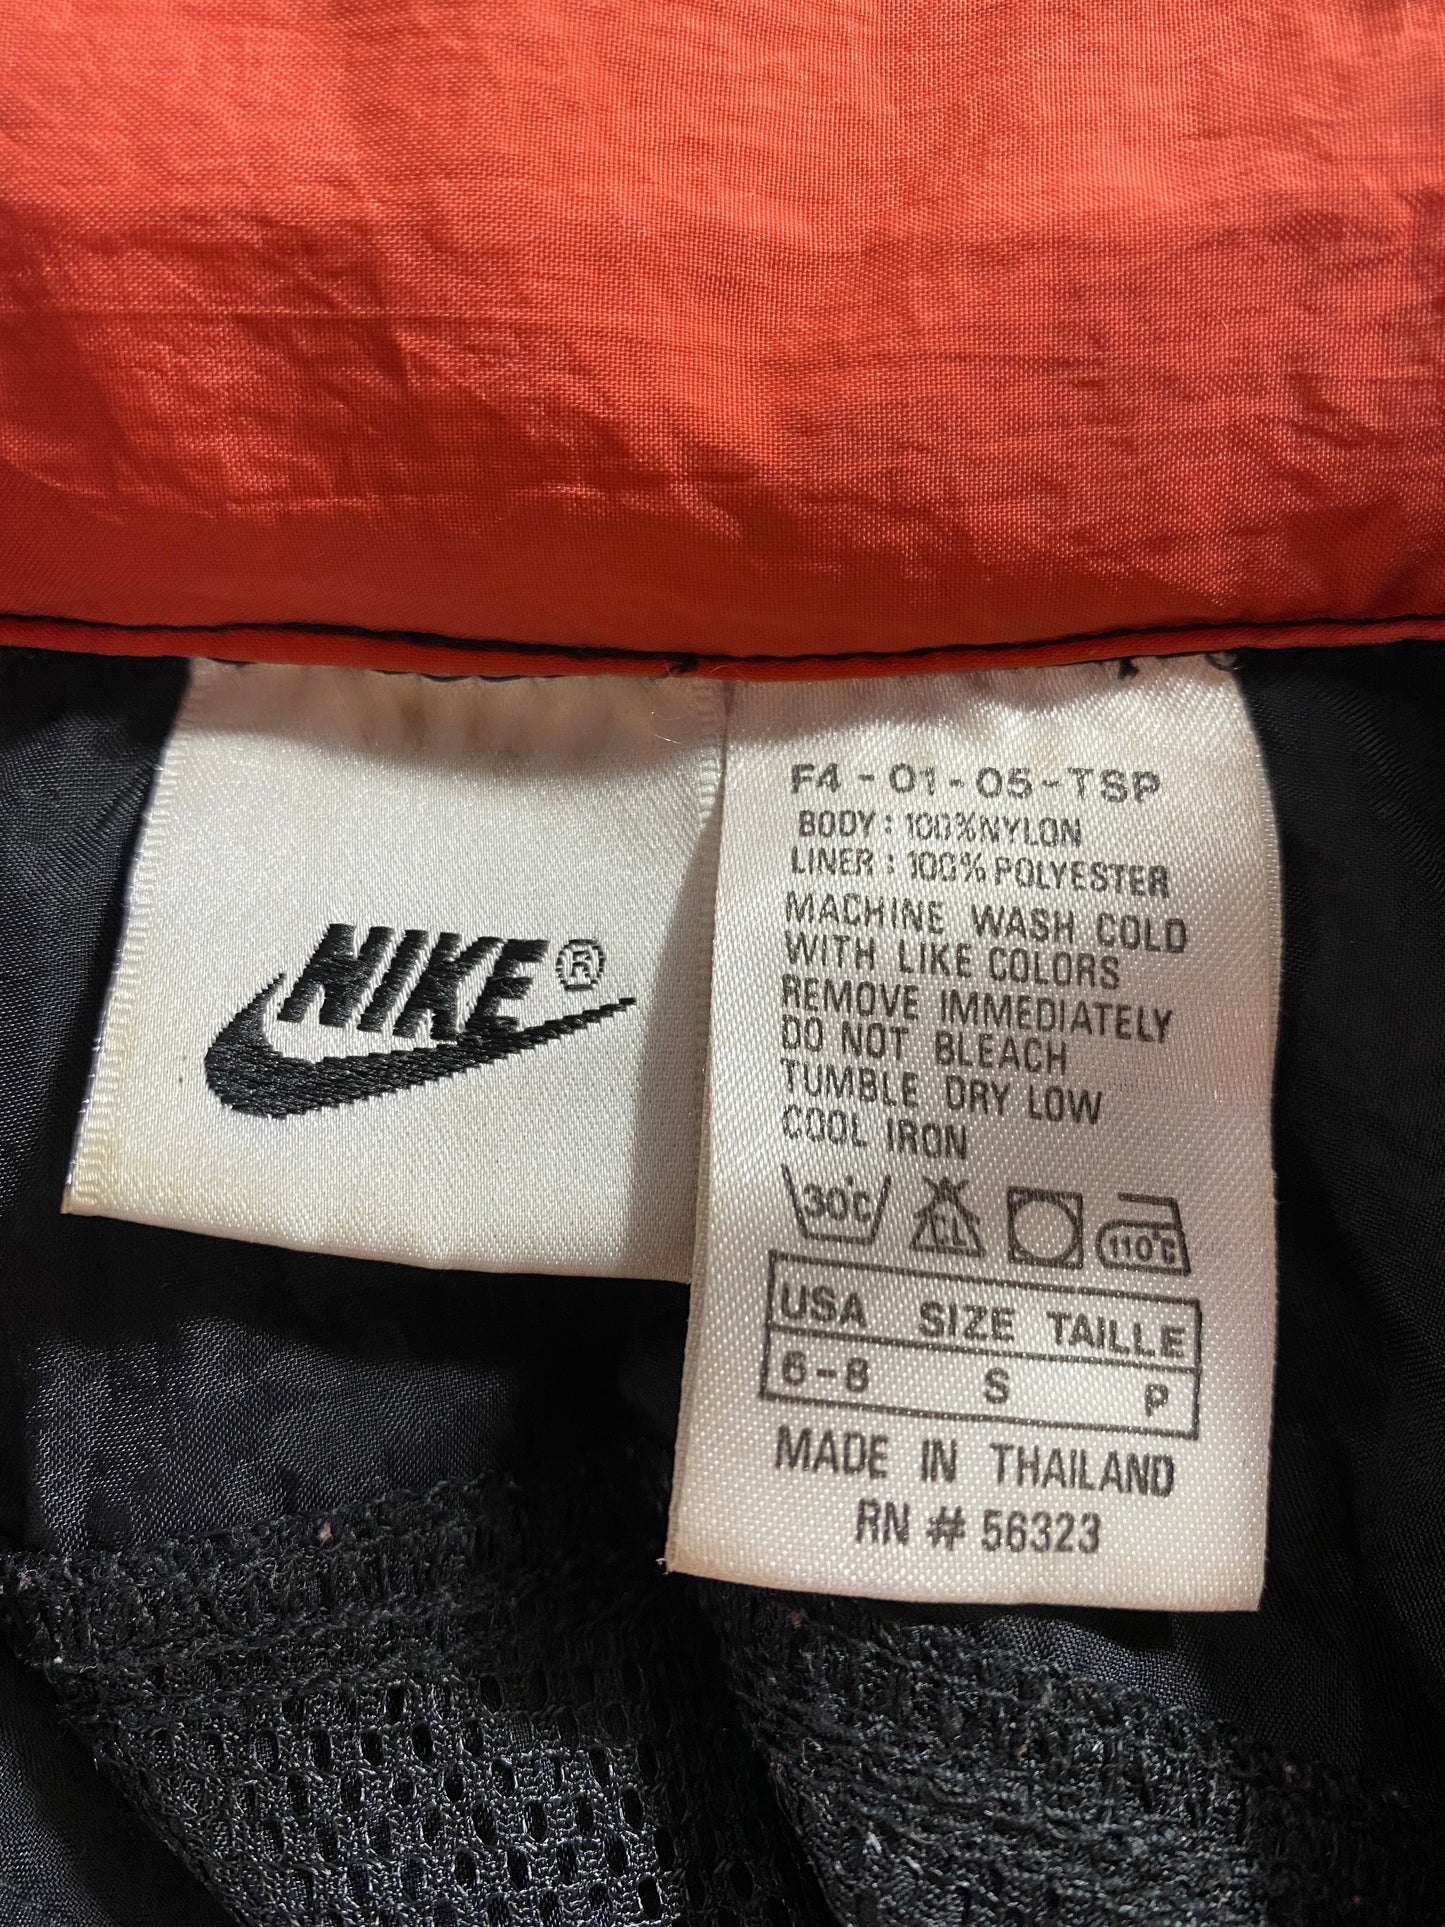 NIKE®
F4-01-05-TSP
BODY: 100% NYLON
LINER: 100% POLYESTER
MACHINE WASH COLD
WITH LIKE COLORS
REMOVE IMMEDIATELY
DO NOT BLEACH
TUMBLE DRY LOW
COOL IRON
30°C CL 110°C
USA SIZE TAILLE
6-8 S P
MADE IN THAILAND
RN # 56323